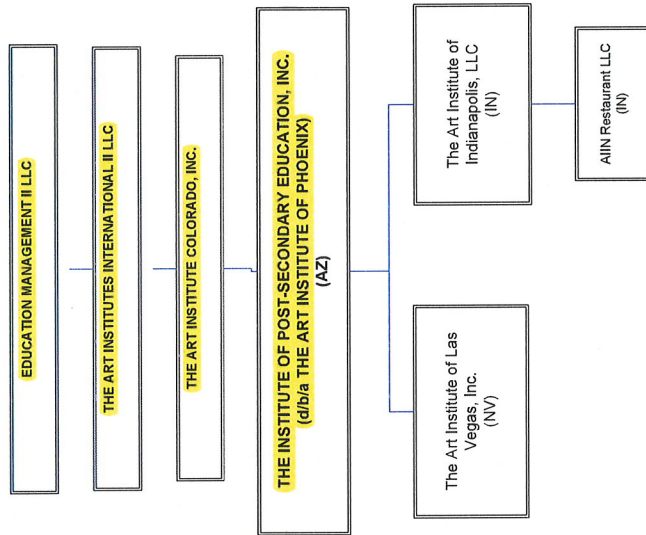 EDUCATION MANAGEMENT II LLC
THE ART INSTITUTES INTERNATIONAL II LLC
THE ART INSTITUTE COLORADO, INC.
THE INSTITUTE OF POST-SECONDARY EDUCATION, INC.
(d/b/a THE ART INSTITUTE OF PHOENIX)
(AZ)
The Art Institute of Las
Vegas, Inc.
(NV)
The Art Institute of
Indianapolis, LLC
(IN)
AIIN Restaurant LLC
(IN)